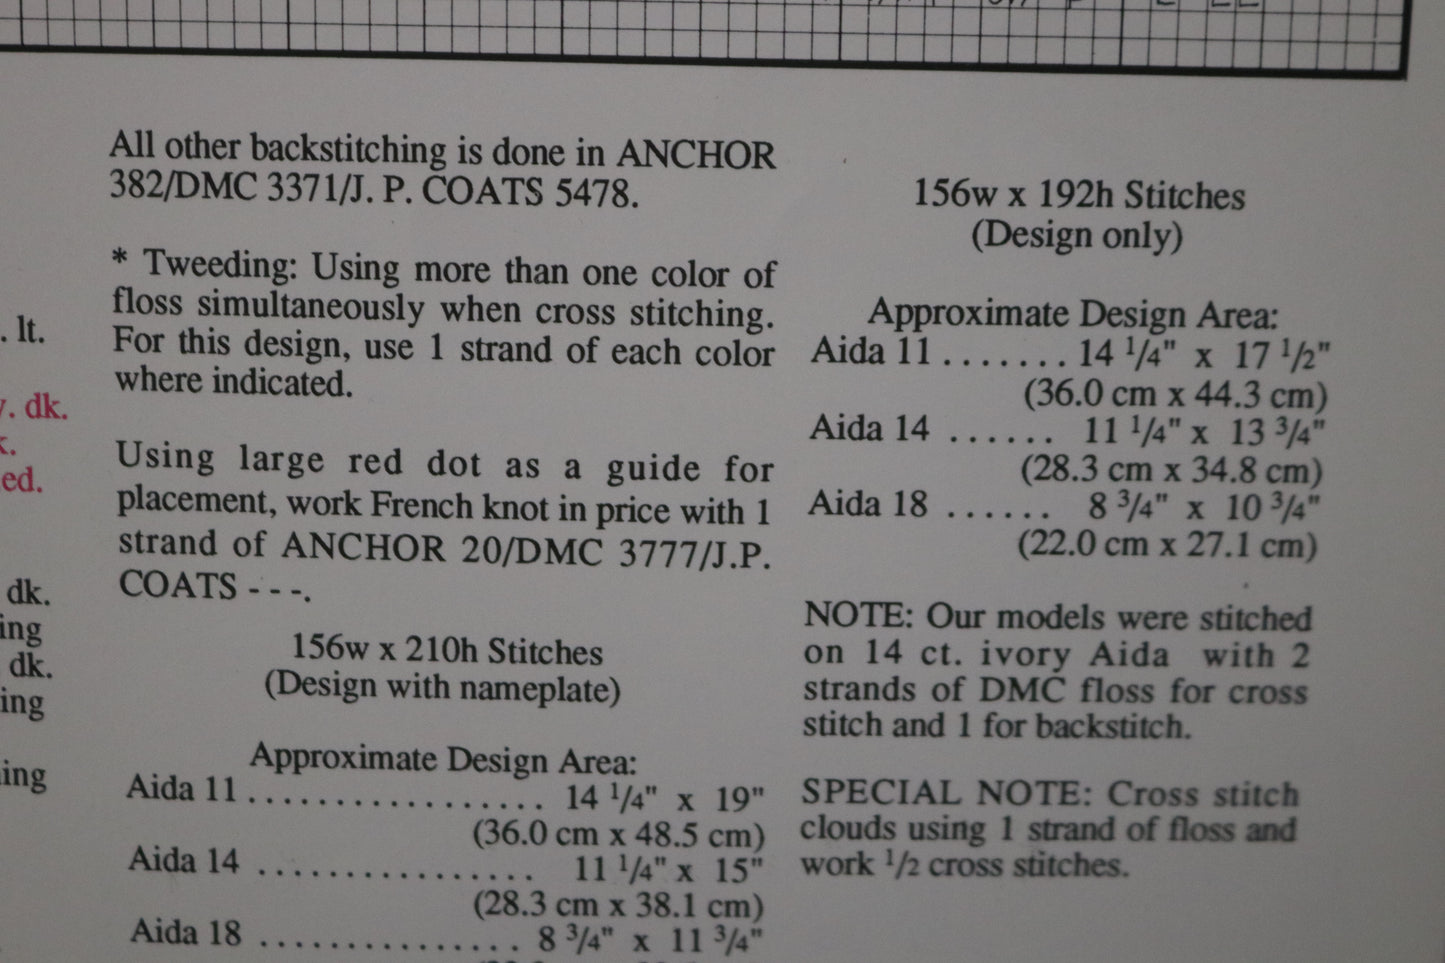 . lt.
. dk.
k.
ed.
dk.
ing
dk.
ing
ing
All other backstitching is done in ANCHOR
382/DMC 3371/J. P. COATS 5478.
* Tweeding: Using more than one color of
floss simultaneously when cross stitching.
For this design, use 1 strand of each color
where indicated.
Using large red dot as a guide for
placement, work French knot in price with 1
strand of ANCHOR 20/DMC 3777/J.P.
COATS - - -.
156w x 210h Stitches
(Design with nameplate)
Approximate Design Area:
Aida 11 . . . . . . . . . . . . . . . . . 14 1/4" x 19"
(36.0 cm x 48.5 cm)
Aida 14 . . . . . . . . . . . . . . . . 11 1/4" x 15"
(28.3 cm x 38.1 cm)
Aida 18 . . . . . . . . . . . . . . . 8 3/4" x 11 3/4"
156w x 192h Stitches
(Design only)
Approximate Design Area:
Aida 11 . . . . . . . 14 1/4" x 17 1/2"
(36.0 cm x 44.3 cm)
Aida 14 . . . . . . 11 1/4" x 13 3/4"
(28.3 cm x 34.8 cm)
Aida 18 . . . . . . 8 3/4" x 10 3/4"
(22.0 cm x 27.1 cm)
NOTE: Our models were stitched
on 14 ct. ivory Aida with 2
strands of DMC floss for cross
stitch and 1 for backstitch.
SPECIAL NOTE: Cross stitch
clouds using 1 strand of floss and
work 1/2 cross stitches.